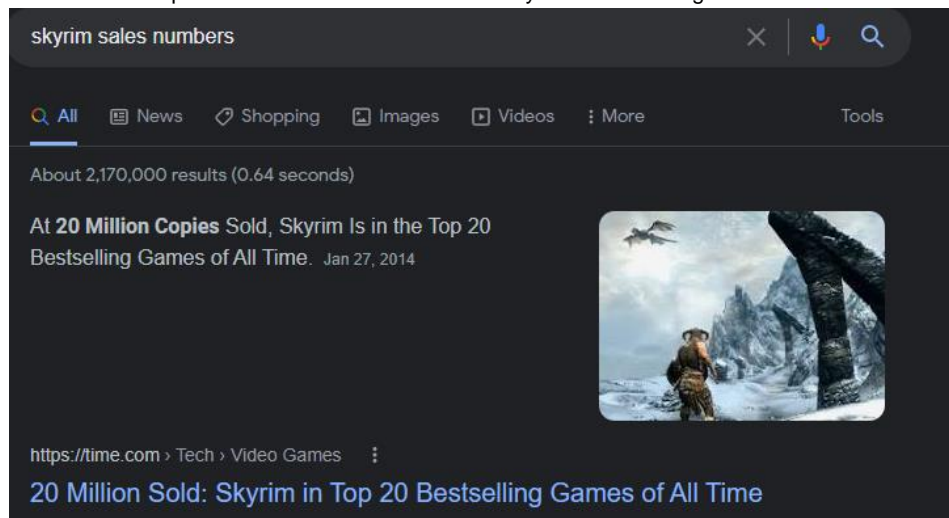 skyrim sales numbers
All News Shopping Images Videos More Tools
About 2,170,000 results (0.64 seconds)
At 20 Million Copies Sold, Skyrim Is in the Top 20
Bestselling Games of All Time. Jan 27, 2014
https://time.com › Tech › Video Games
20 Million Sold: Skyrim in Top 20 Bestselling Games of All Time